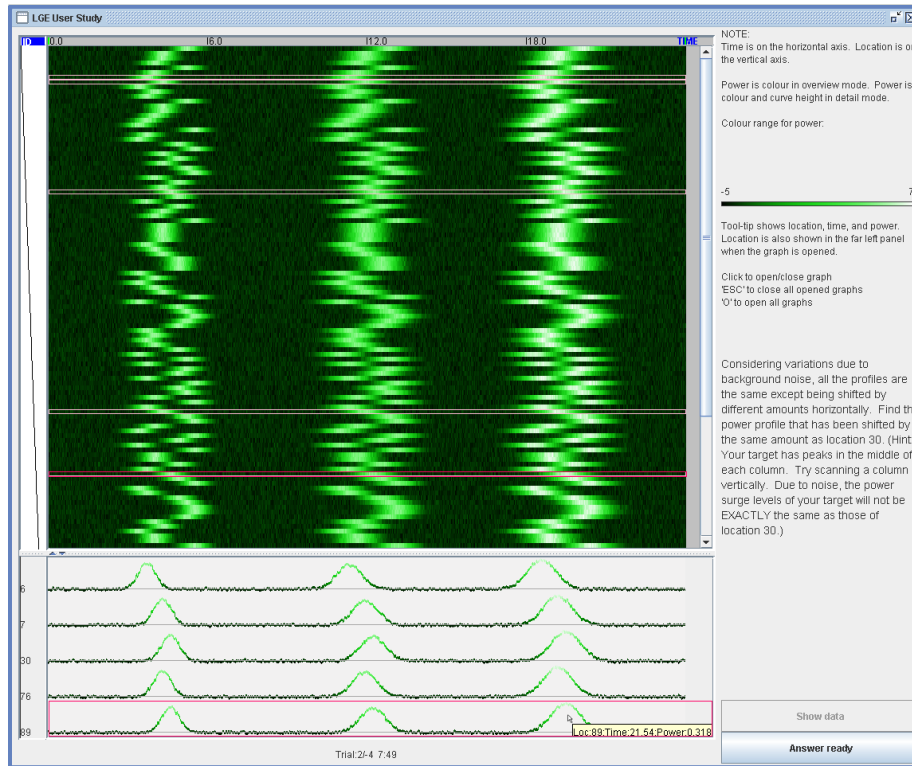 LGE User Study
ID 0.0 6.0 12.0 18.0 TIME
NOTE:
Time is on the horizontal axis. Location is on
the vertical axis.
Power is colour in overview mode. Power is
colour and curve height in detail mode.
Colour range for power:
-5 7
Tool-tip shows location, time, and power.
Location is also shown in the far left panel
when the graph is opened.
Click to open/close graph
'ESC' to close all opened graphs
'O' to open all graphs
Considering variations due to
background noise, all the profiles are
the same except being shifted by
different amounts horizontally. Find th
power profile that has been shifted by
the same amount as location 30. (Hint
Your target has peaks in the middle of
each column. Try scanning a column
vertically. Due to noise, the power
surge levels of your target will not be
EXACTLY the same as those of
location 30.)
6
7
30
76
89
Loc:89:Time:21.54:Power:0.318
Trial:2/-4 7:49
Show data
Answer ready